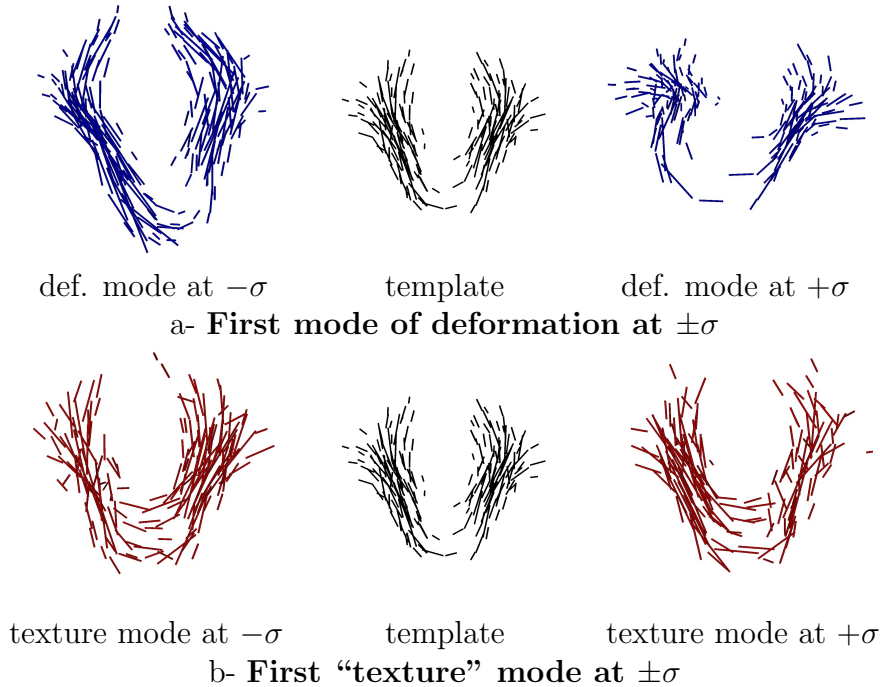 def. mode at −σ template def. mode at +σ
a- First mode of deformation at ±σ
texture mode at −σ template texture mode at +σ
b- First “texture” mode at ±σ